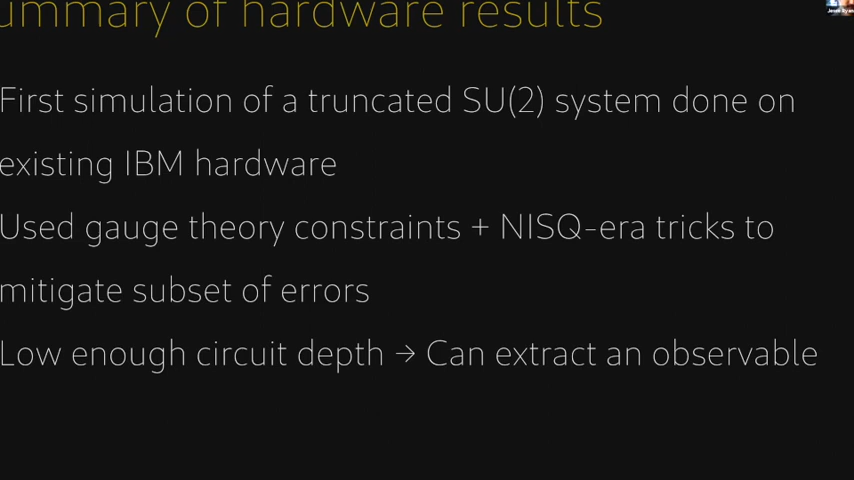 ummary of hardware results
First simulation of a truncated SU(2) system done on
existing IBM hardware
Used gauge theory constraints + NISQ-era tricks to
mitigate subset of errors
Low enough circuit depth → Can extract an observable